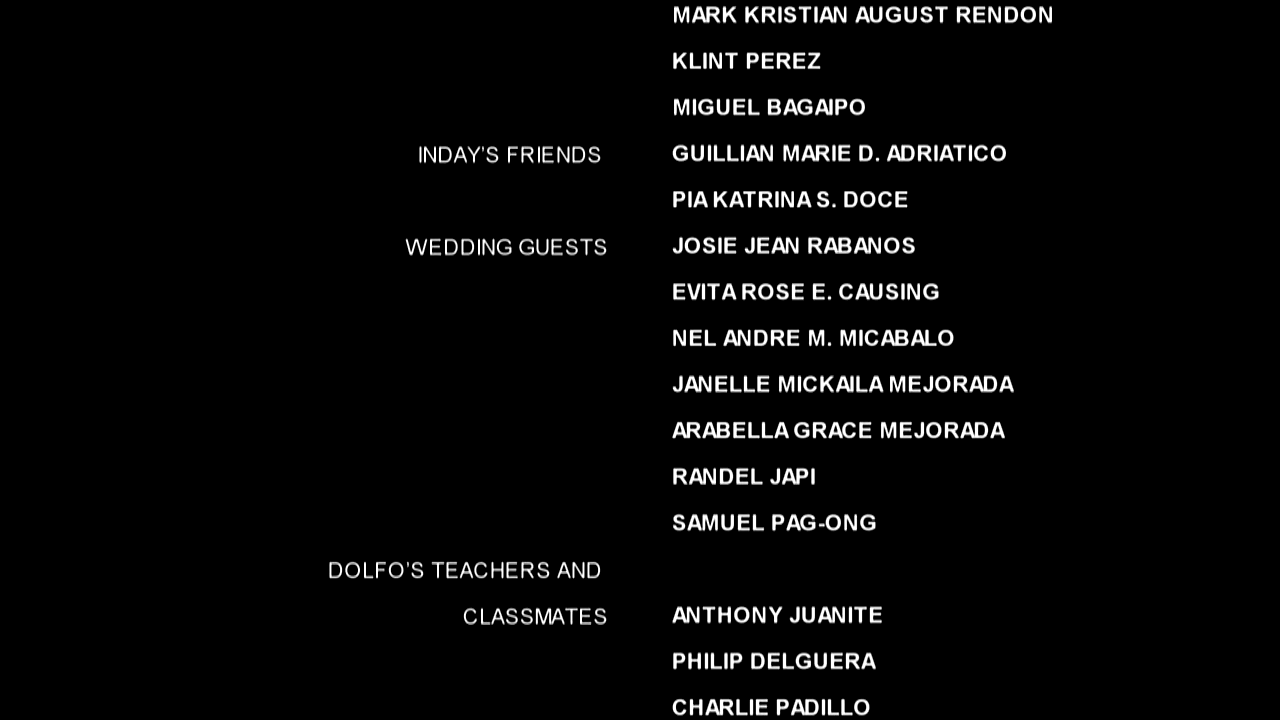 MARK KRISTIAN AUGUST RENDON
KLINT PEREZ
MIGUEL BAGAIPO
INDAY'S FRIENDS GUILLIAN MARIE D. ADRIATICO
PIA KATRINA S. DOCE
WEDDING GUESTS JOSIE JEAN RABANOS
EVITA ROSE E. CAUSING
NEL ANDRE M. MICABALO
JANELLE MICKAILA MEJORADA
ARABELLA GRACE MEJORADA
RANDEL JAPI
SAMUEL PAG-ONG
DOLFO'S TEACHERS AND
CLASSMATES ANTHONY JUANITE
PHILIP DELGUERA
CHARLIE PADILLO